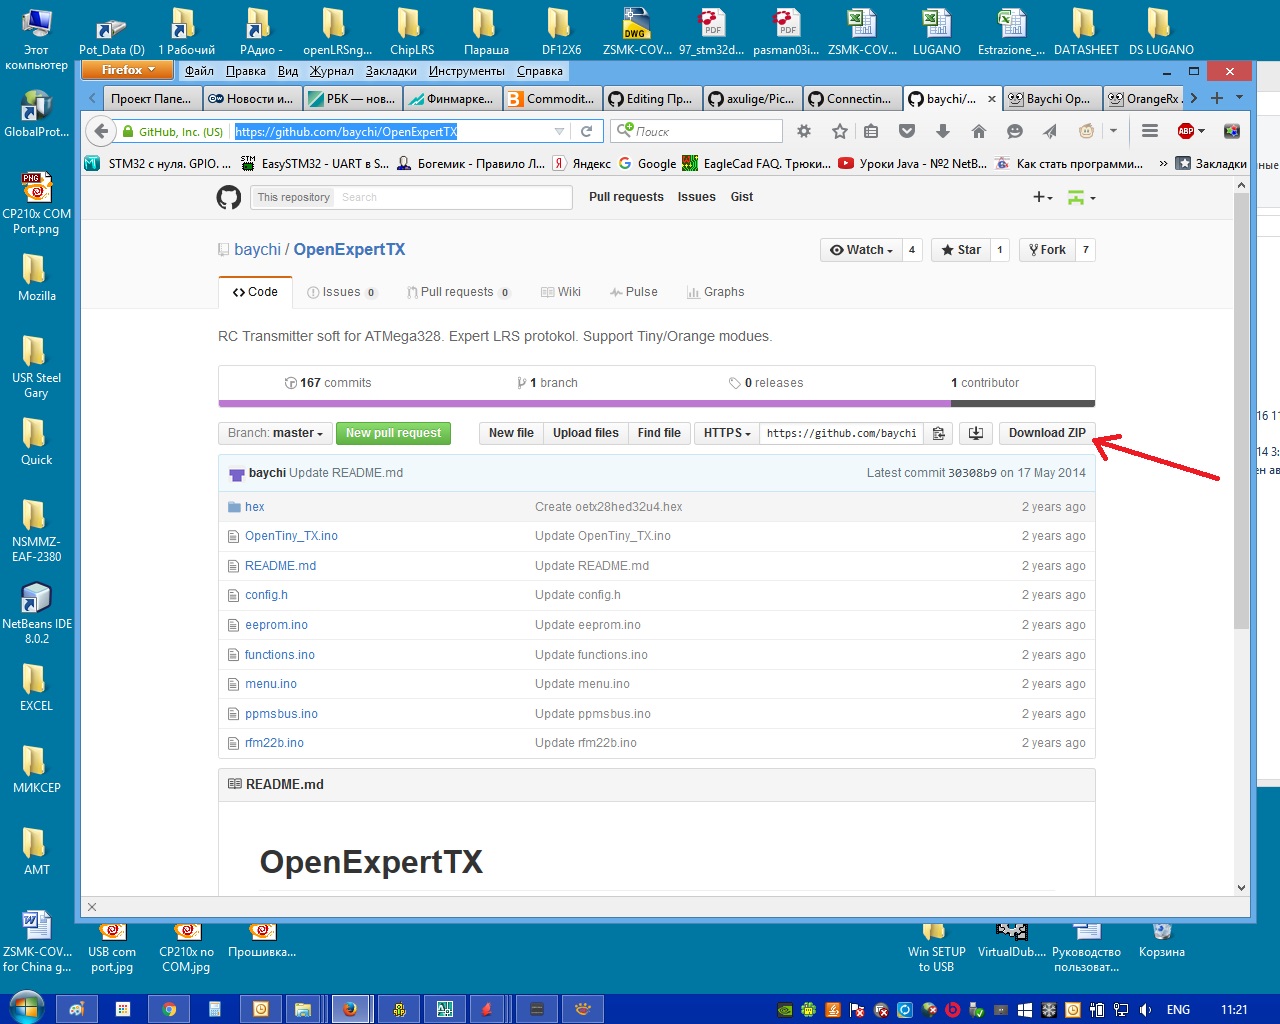 Этот компьютер
Pot_Data (D)
1 Рабочий
РАдио -
openLRSng...
ChipLRS
Параша
DF12X6
ZSMK-COV...
97_stm32d...
pasman03i...
ZSMK-COV...
LUGANO
Estrazione_...
DATASHEET
DS LUGANO
GlobalProt...
CP210x COM Port.png
Mozilla
USR Steel Gary
Quick
NSMMZ-EAF-2380
NetBeans IDE 8.0.2
EXCEL
МИКСЕР
AMT
Firefox
Файл Правка Вид Журнал Закладки Инструменты Справка
Проект Папе...
Новости и...
РБК — нов...
Финмарке...
Commodit...
Editing Пр...
axulige/Pic...
Connectin...
baychi/...
Baychi Op...
OrangeRx .
GitHub, Inc. (US)
https://github.com/baychi/OpenExpertTX
Поиск
ABP
STM32 с нуля. GPIO. ...
EasySTM32 - UART в S...
Богемик - Правило Л...
Яндекс
Google
EagleCad FAQ. Трюки...
Уроки Java - №2 NetB...
Как стать программи...
Закладки
This repository Search
Pull requests Issues Gist
baychi / OpenExpertTX
Watch 4
Star 1
Fork 7
Code
Issues 0
Pull requests 0
Wiki
Pulse
Graphs
RC Transmitter soft for ATMega328. Expert LRS protokol. Support Tiny/Orange modues.
167 commits
1 branch
0 releases
1 contributor
Branch: master
New pull request
New file
Upload files
Find file
HTTPS
https://github.com/baychi
Download ZIP
baychi Update README.md
Latest commit 30308b9 on 17 May 2014
hex Create oetx28hed32u4.hex 2 years ago
OpenTiny_TX.ino Update OpenTiny_TX.ino 2 years ago
README.md Update README.md 2 years ago
config.h Update config.h 2 years ago
eeprom.ino Update eeprom.ino 2 years ago
functions.ino Update functions.ino 2 years ago
menu.ino Update menu.ino 2 years ago
ppmsbus.ino Update ppmsbus.ino 2 years ago
rfm22b.ino Update rfm22b.ino 2 years ago
README.md
OpenExpertTX
ZSMK-COV... for China g...
USB com port.jpg
CP210x no COM.jpg
Прошивка...
Win SETUP to USB
VirtualDub....
Руководство пользоват...
Корзина
ENG
11:21